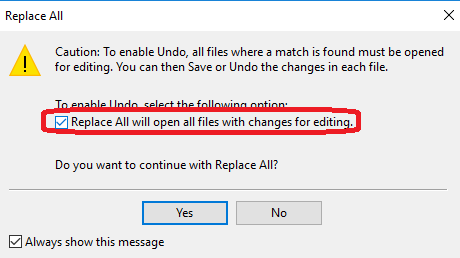 Replace All
Caution: To enable Undo, all files where a match is found must be opened
for editing. You can then Save or Undo the changes in each file.
To enable Undo, select the following option:
Replace All will open all files with changes for editing.
Do you want to continue with Replace All?
Yes
No
Always show this message